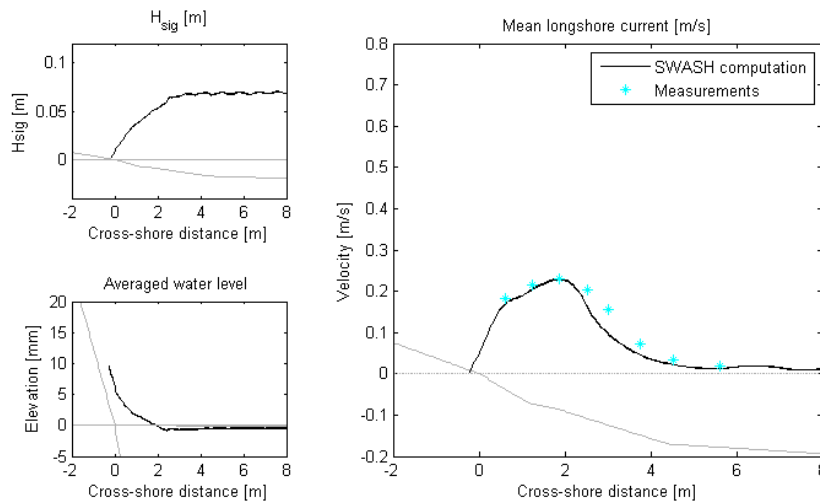 H_sig [m]
0.1
0.05
0
Hsig [m]
-2 0 2 4 6 8
Cross-shore distance [m]
Averaged water level
20
15
10
5
0
-5
Elevation [mm]
-2 0 2 4 6 8
Cross-shore distance [m]
Mean longshore current [m/s]
SWASH computation
Measurements
0.8
0.7
0.6
0.5
0.4
0.3
0.2
0.1
0
-0.1
-0.2
Velocity [m/s]
-2 0 2 4 6 8
Cross-shore distance [m]